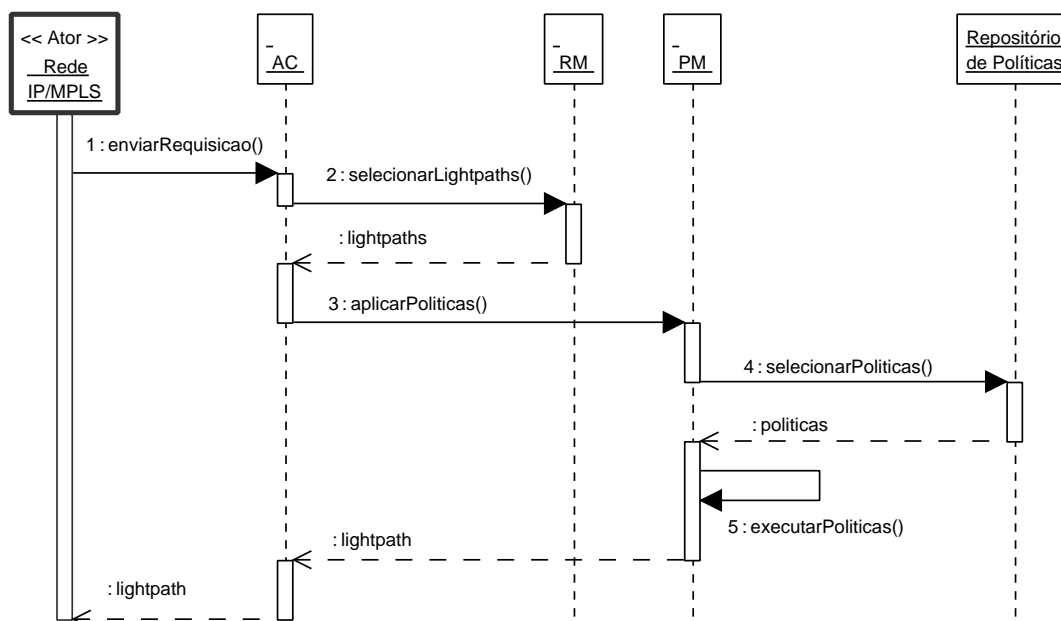 << Ator >>
Rede
IP/MPLS
AC
RM
PM
Repositório
de Políticas
1 : enviarRequisicao()
2 : selecionarLightpaths()
: lightpaths
3 : aplicarPoliticas()
4 : selecionarPoliticas()
: politicas
5 : executarPoliticas()
: lightpath
: lightpath